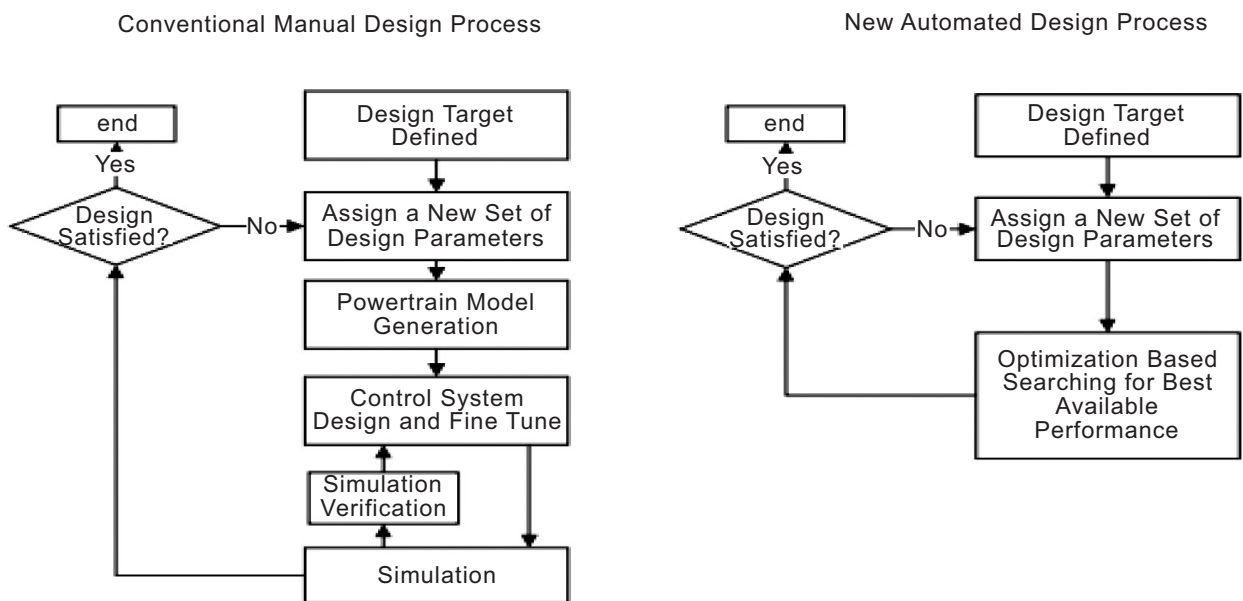 Conventional Manual Design Process
end
Yes
Design
Satisfied?
No
Design Target
Defined
Assign a New Set of
Design Parameters
Powertrain Model
Generation
Control System
Design and Fine Tune
Simulation
Verification
Simulation
New Automated Design Process
end
Yes
Design
Satisfied?
No
Design Target
Defined
Assign a New Set of
Design Parameters
Optimization Based
Searching for Best
Available
Performance